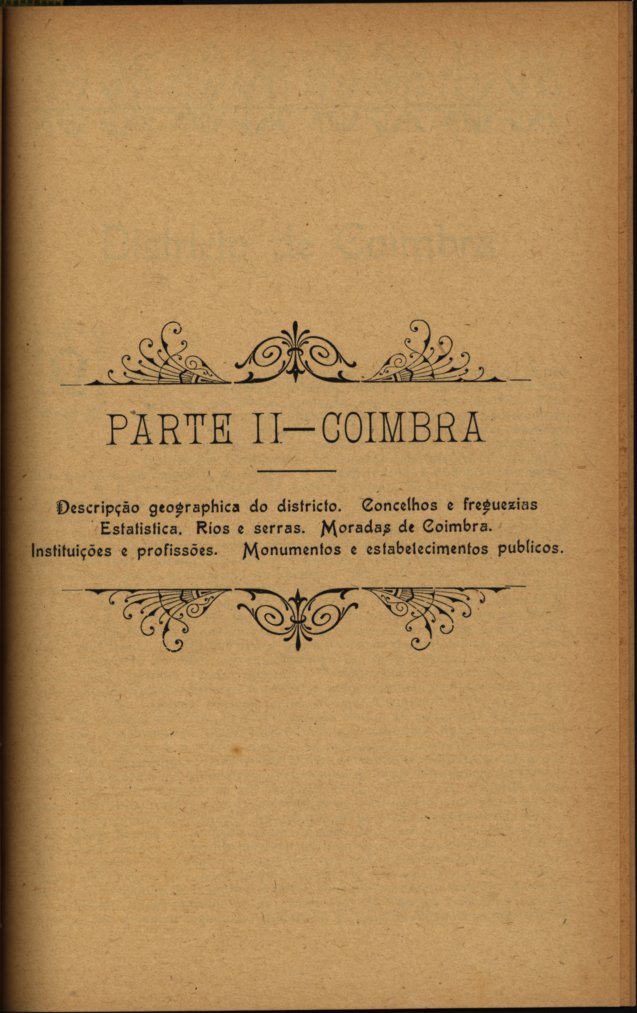 PARTE II—COIMBRA
Descripção geographica do districto. Concelhos e freguezias
Estatistica. Rios e serras. Moradas de Coimbra.
Instituições e profissões. Monumentos e estabelecimentos publicos.